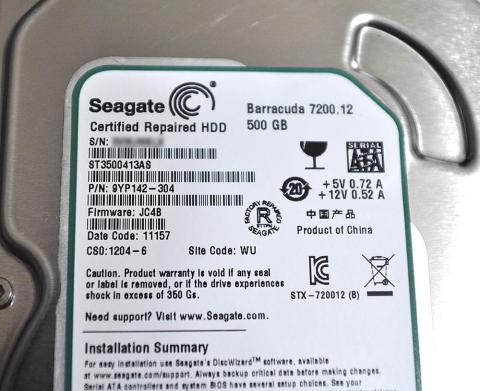 Seagate
Certified Repaired HDD
Barracuda 7200.12
500 GB
S/N:
ST3500413AS
P/N: 9YP142-304
Firmware: JC4B
Date Code: 11157
CSO:1204-6 Site Code: WU
SERIAL
ATA
20
+5V 0.72 A
+12V 0.52 A
FACTORY REPAIRED
R
SEAGATE
中国产品
Product of China
STX-720012 (B)
Caution. Product warranty is void if any seal
or label is removed, or if the drive experiences
shock in excess of 350 Gs.
Need support? Visit www.Seagate.com
Installation Summary
For easy installation use Seagate's DiscWizard™ software, available
at www.seagate.com/support. Always backup critical data before making changes.
Serial ATA controllers and system BIOS have several setup choices. See your